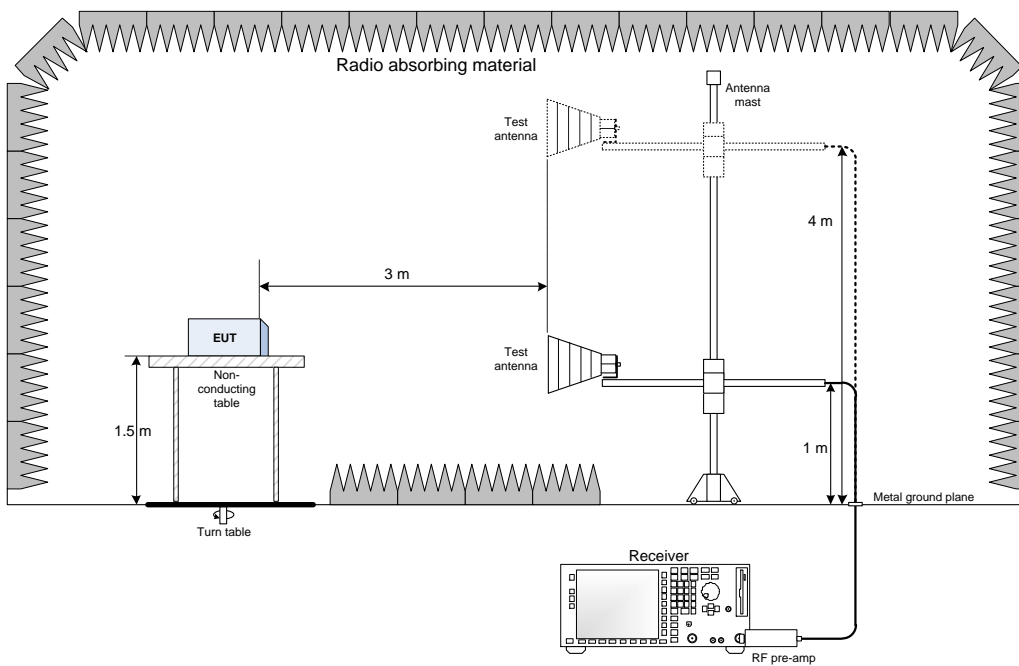 Radio absorbing material
Antenna
mast
Test
antenna
4 m
3 m
EUT
Test
antenna
Non-
conducting
table
1.5 m
1 m
Metal ground plane
Turn table
Receiver
RF pre-amp